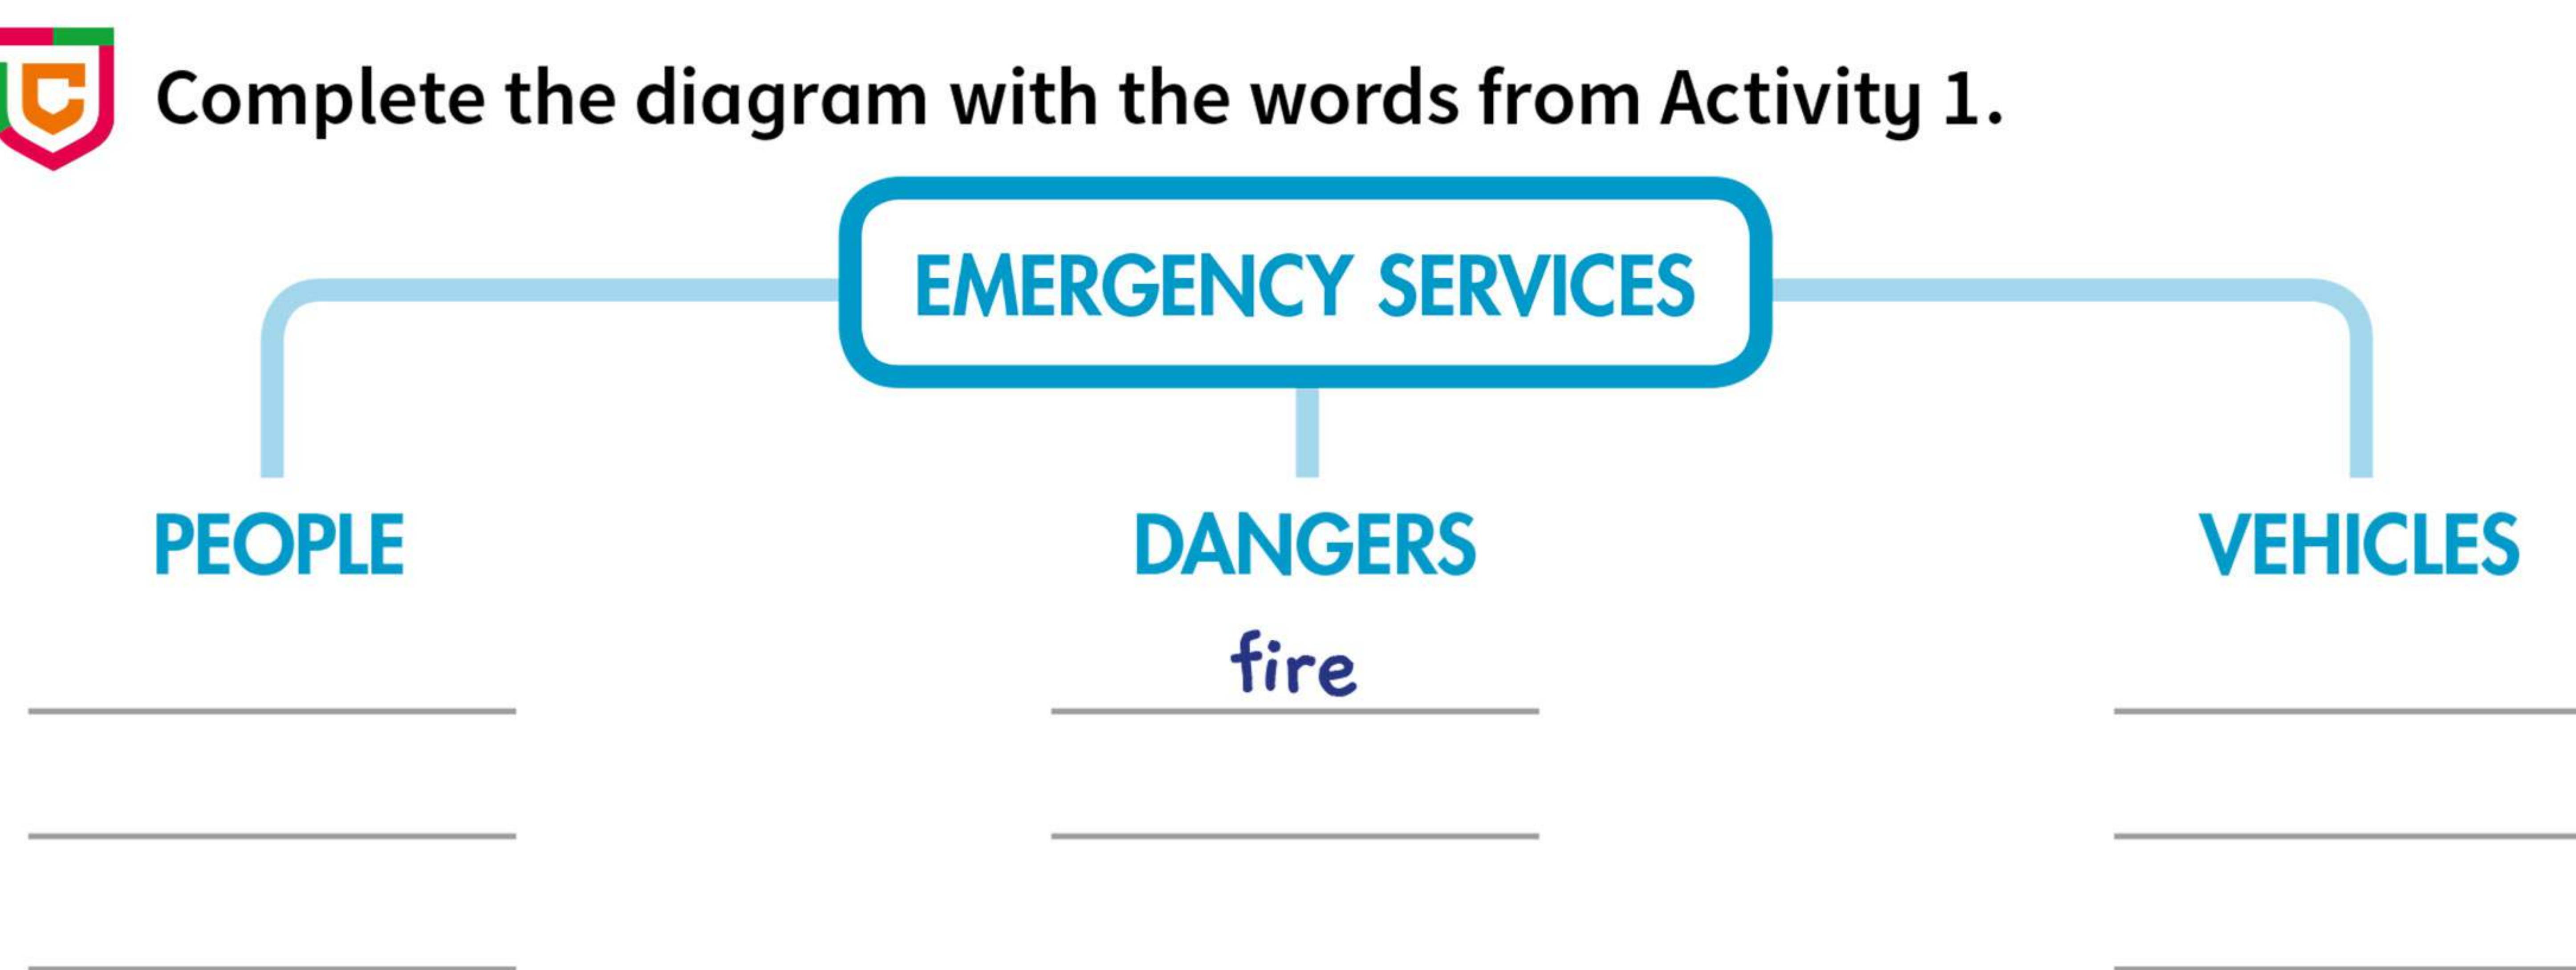 Complete the diagram with the words from Activity 1.
EMERGENCY SERVICES
PEOPLE
DANGERS
VEHICLES
fire